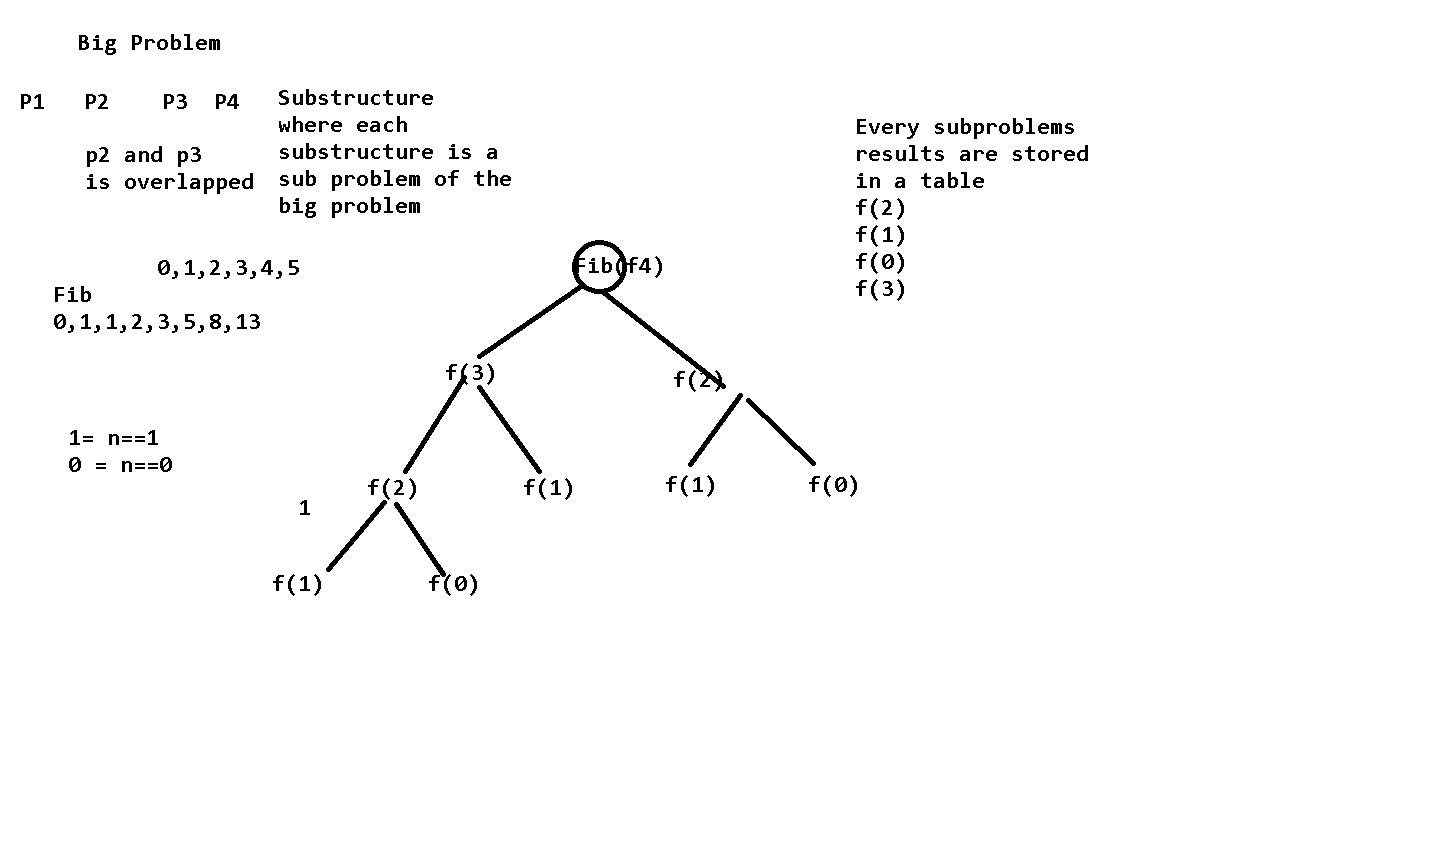 Big Problem
P1 P2 P3 P4
p2 and p3
is overlapped
Substructure
where each
substructure is a
sub problem of the
big problem
Every subproblems
results are stored
in a table
f(2)
f(1)
f(0)
f(3)
0,1,2,3,4,5
Fib
0,1,1,2,3,5,8,13
Fib(f4)
f(3)
f(2)
1= n==1
0 = n==0
f(2)
f(1)
f(1)
f(0)
1
f(1)
f(0)